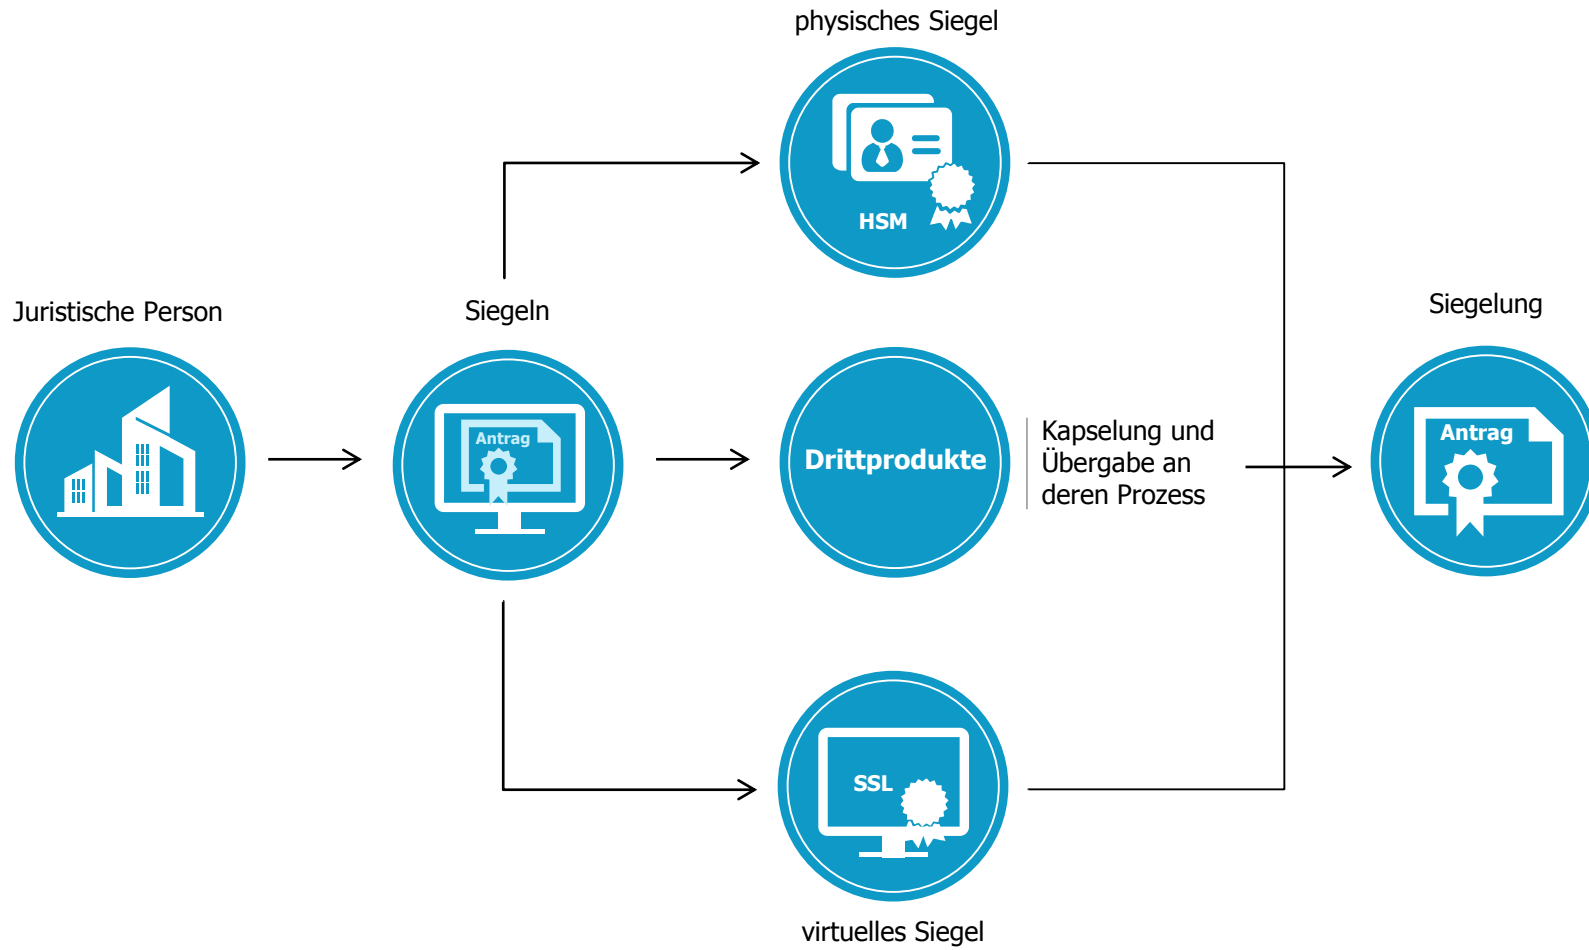 physisches Siegel
HSM
Juristische Person
Siegeln
Siegelung
Antrag
Drittprodukte
Kapselung und
Übergabe an
deren Prozess
Antrag
SSL
virtuelles Siegel